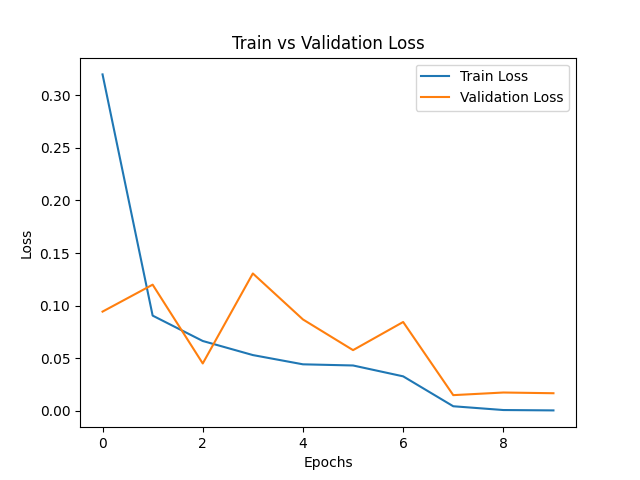 Train vs Validation Loss
Train Loss
Validation Loss
0.30
0.25
0.20
0.15
0.10
0.05
0.00
Loss
0 2 4 6 8
Epochs